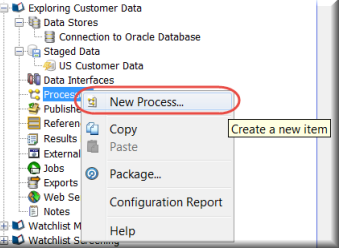 Exploring Customer Data
Data Stores
Connection to Oracle Database
Staged Data
US Customer Data
Data Interfaces
Process
New Process...
Publishe
Copy
Create a new item
Referen
Paste
Results
External
Package...
Jobs
Exports
Configuration Report
Web Se
Notes
Help
Watchlist M
Watchlist Screening